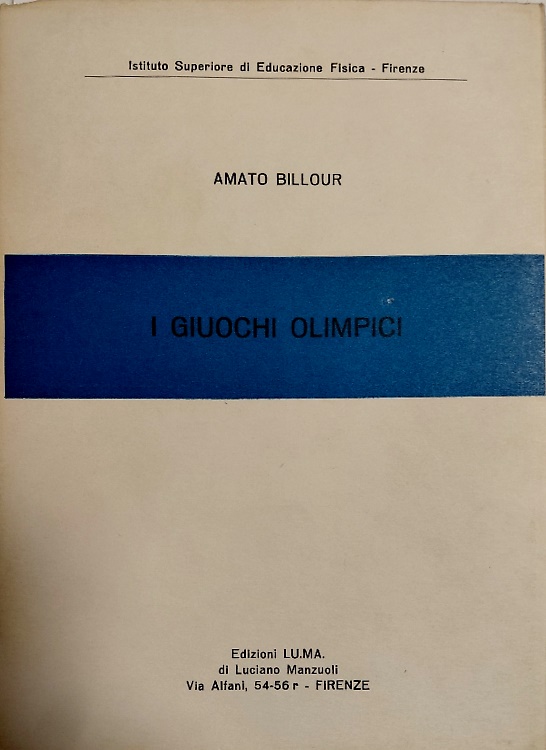 Istituto Superiore di Educazione Fisica - Firenze
AMATO BILLOUR
I GIUOCHI OLIMPICI
Edizioni LU.MA.
di Luciano Manzuoli
Via Alfani, 54-56 r - FIRENZE